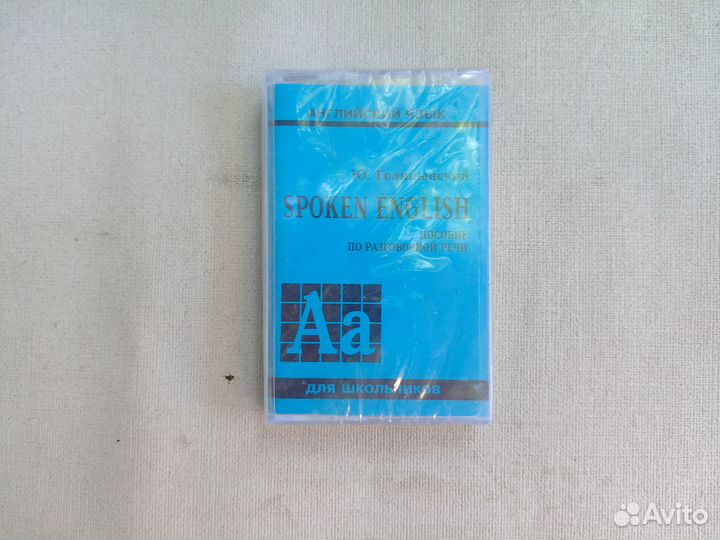 АНГЛИЙСКИЙ ЯЗЫК
Ю. Голицынский
SPOKEN ENGLISH
ПОСОБИЕ
ПО РАЗГОВОРНОЙ РЕЧИ
Aa
ДЛЯ ШКОЛЬНИКОВ
Avito